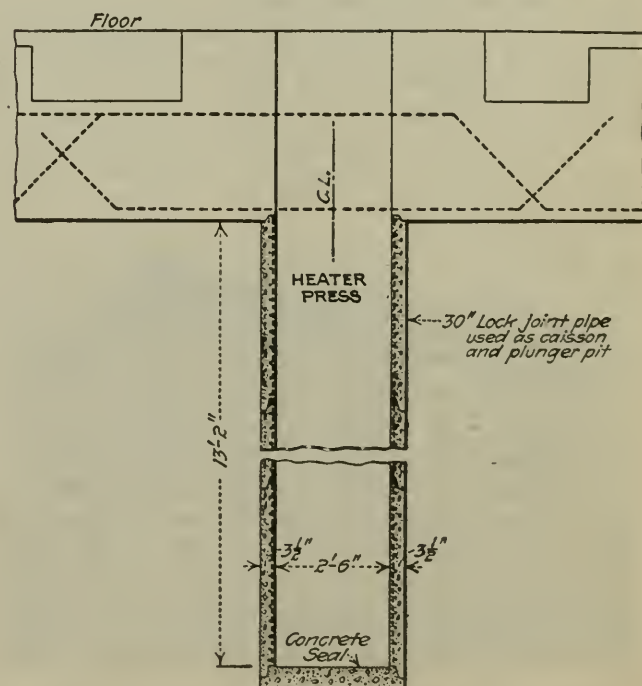 Floor
C.L.
HEATER
PRESS
30" Lock joint pipe
used as caisson
and plunger pit
13'-2"
3½"
2'-6"
3½"
Concrete
Seal